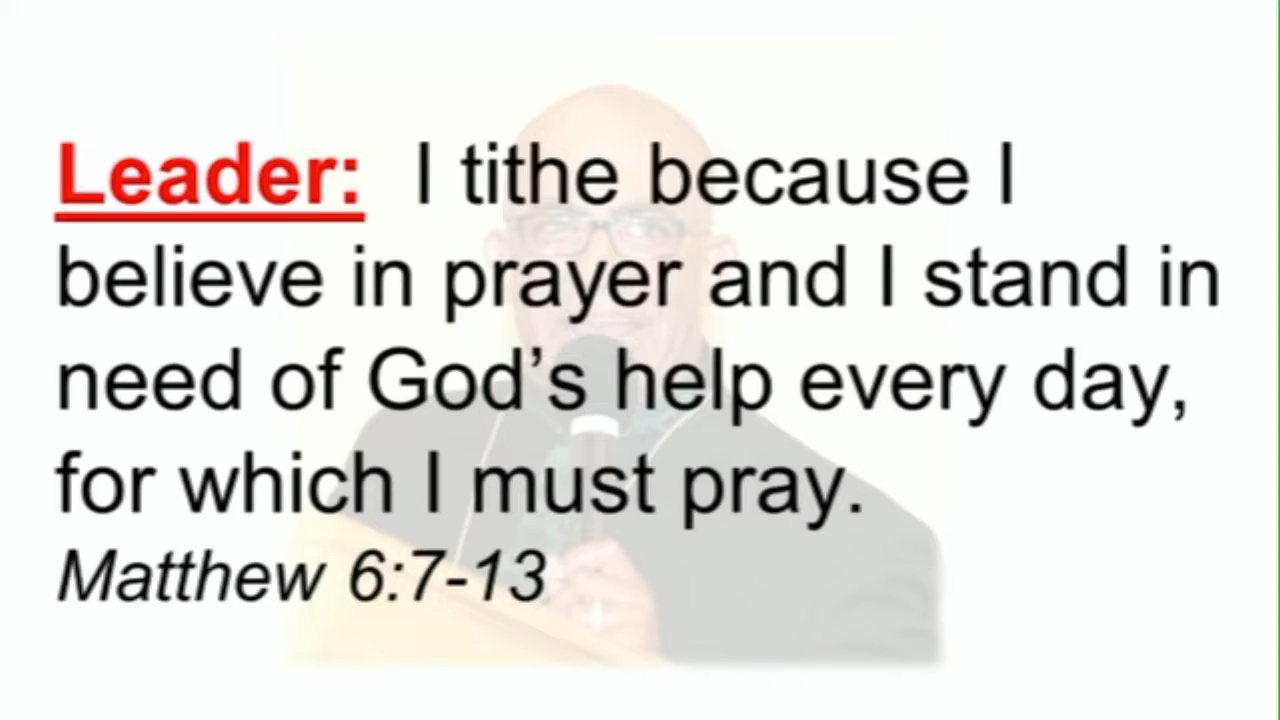 Leader: I tithe because I
believe in prayer and I stand in
need of God’s help every day,
for which I must pray.
Matthew 6:7-13